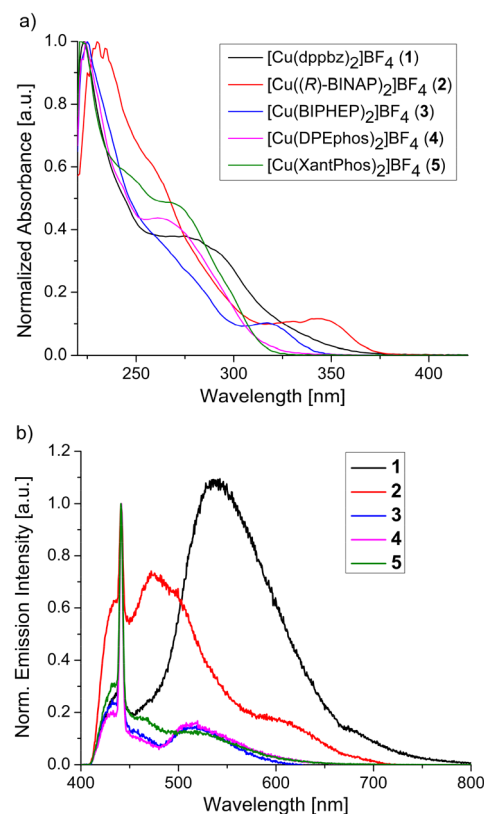 a)
[Cu(dppbz)2]BF4 (1)
[Cu((R)-BINAP)2]BF4 (2)
[Cu(BIPHEP)2]BF4 (3)
[Cu(DPEphos)2]BF4 (4)
[Cu(XantPhos)2]BF4 (5)
Normalized Absorbance [a.u.]
1.0
0.8
0.6
0.4
0.2
0.0
250 300 350 400
Wavelength [nm]
b)
1
2
3
4
5
Norm. Emission Intensity [a.u.]
1.2
1.0
0.8
0.6
0.4
0.2
0.0
400 500 600 700 800
Wavelength [nm]